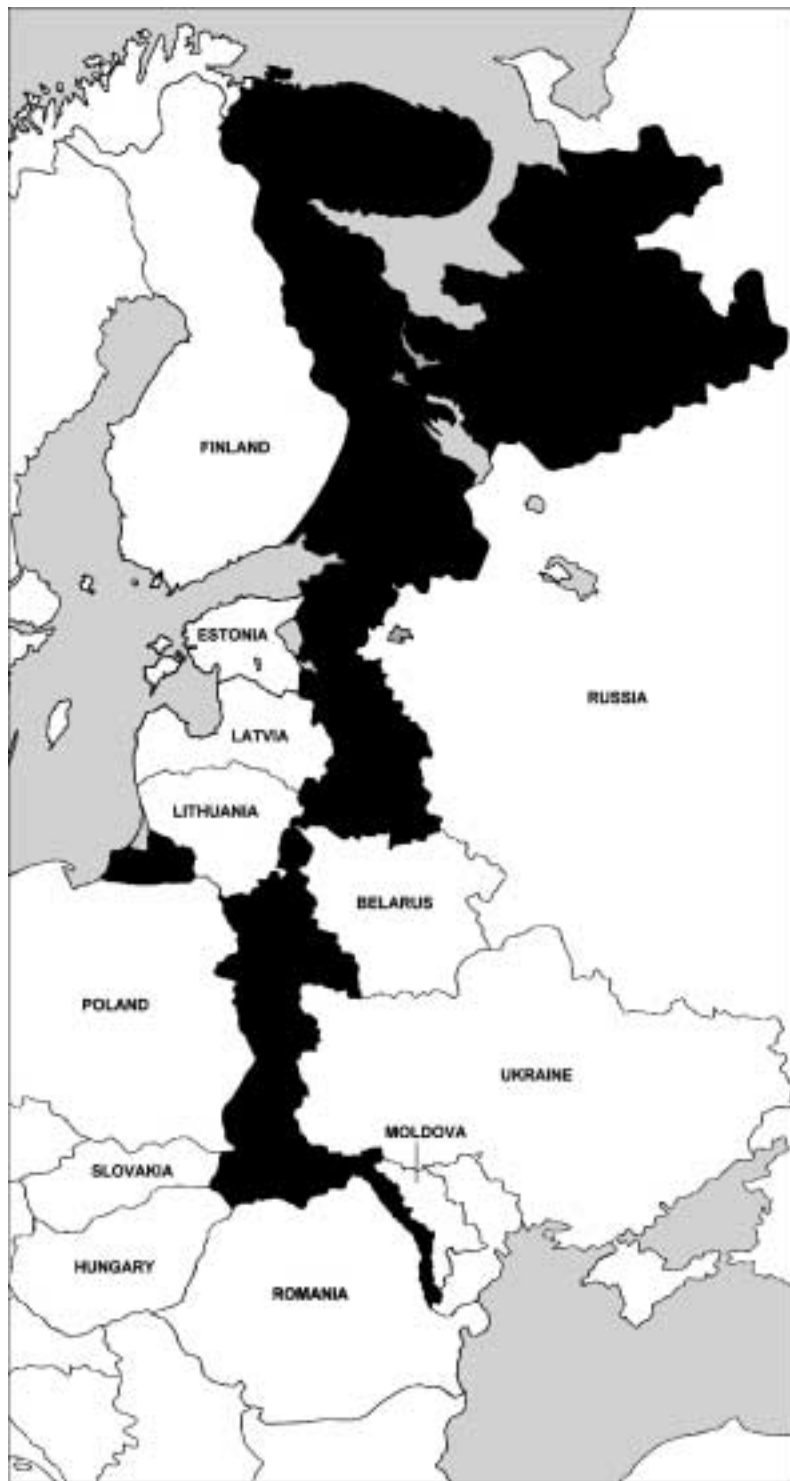 FINLAND
ESTONIA
RUSSIA
LATVIA
LITHUANIA
BELARUS
POLAND
UKRAINE
MOLDOVA
SLOVAKIA
HUNGARY
ROMANIA